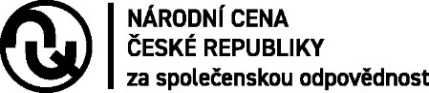 NÁRODNÍ CENA
ČESKÉ REPUBLIKY
za společenskou odpovědnost